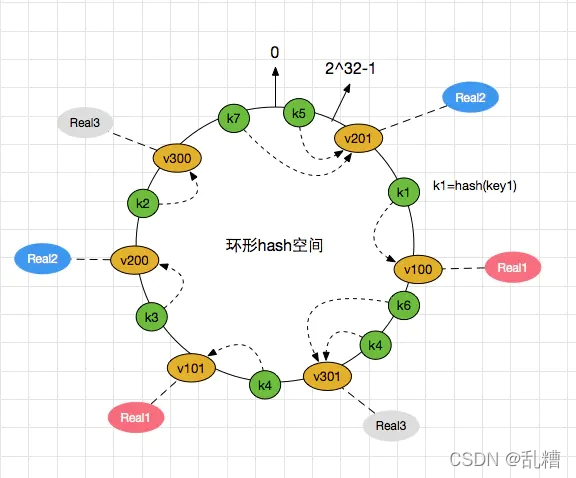 0
2^32-1
Real2
k7
k5
Real3
v201
v300
k1
k1=hash(key1)
k2
环形hash空间
Real2
v200
v100
Real1
k6
k3
k4
v101
v301
k4
Real1
Real3
CSDN @乱糟